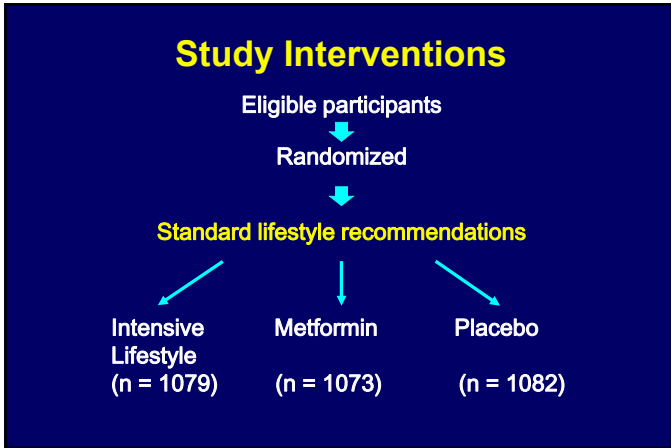 Study Interventions
Eligible participants
Randomized
Standard lifestyle recommendations
Intensive
Lifestyle
(n = 1079)
Metformin
(n = 1073)
Placebo
(n = 1082)